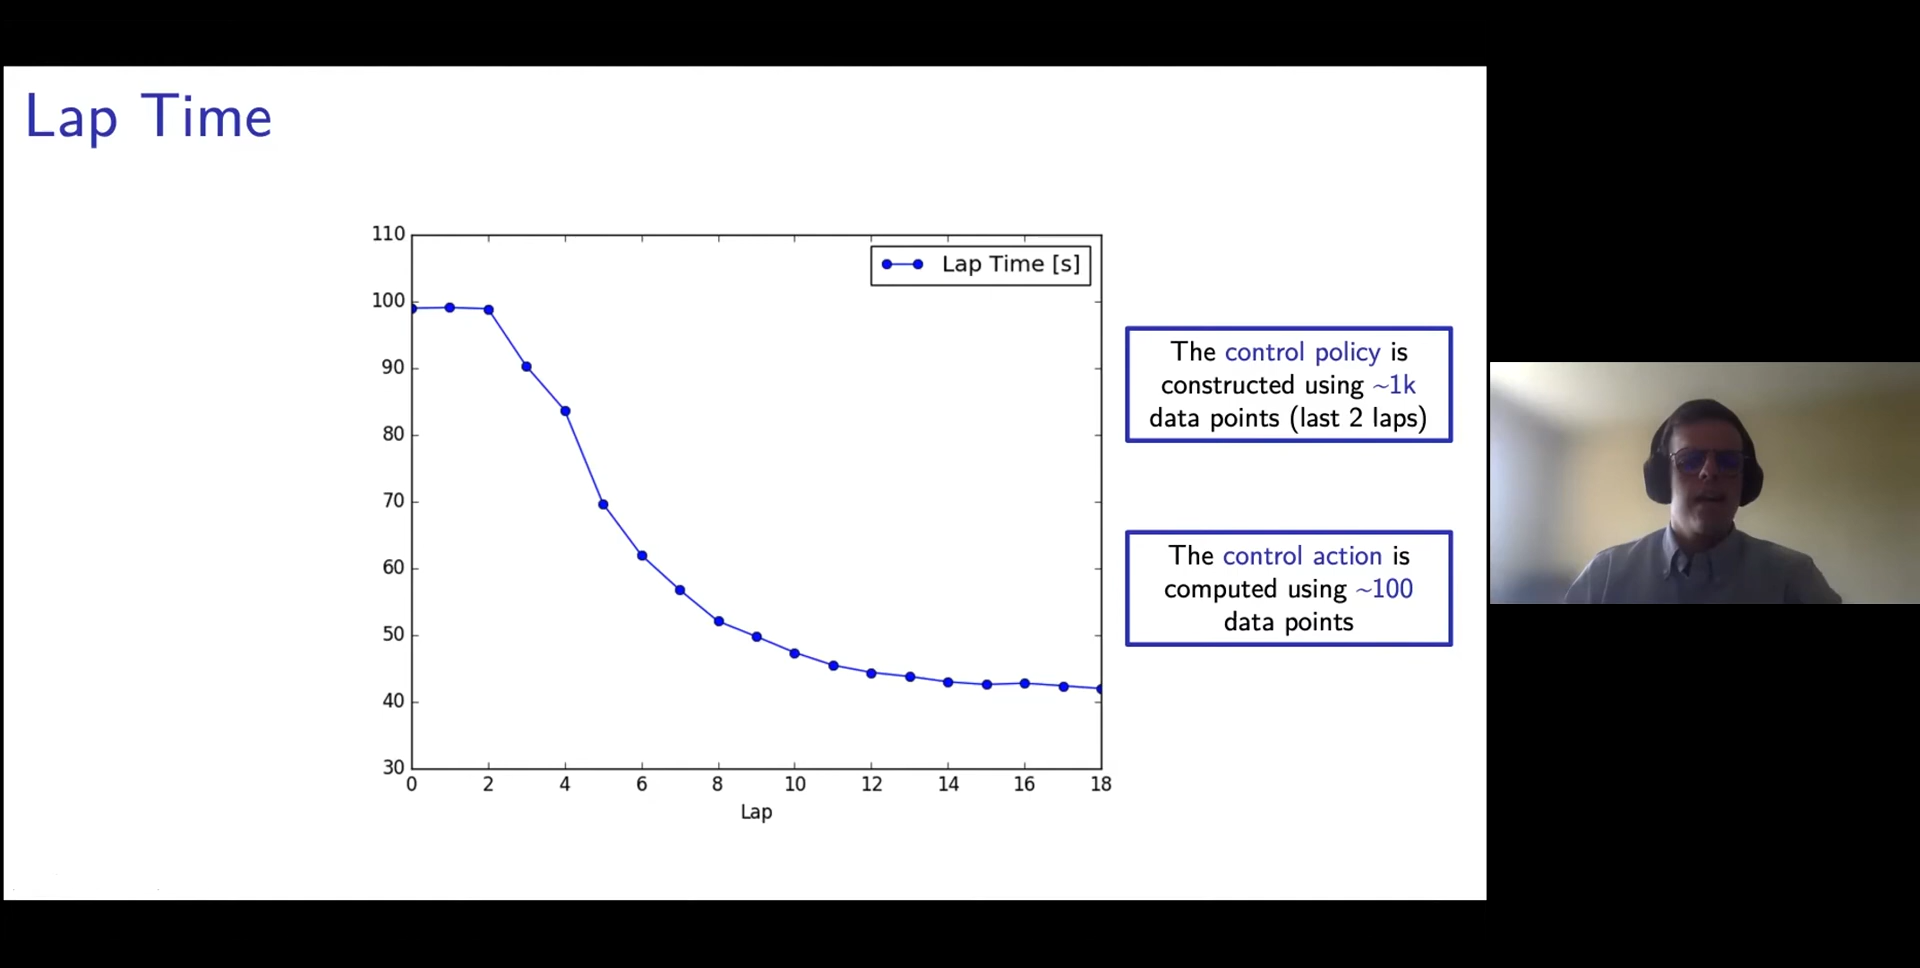 Lap Time
110
100
90
80
70
60
50
40
30
0 2 4 6 8 10 12 14 16 18
Lap
Lap Time [s]
The control policy is
constructed using ~1k
data points (last 2 laps)
The control action is
computed using ~100
data points